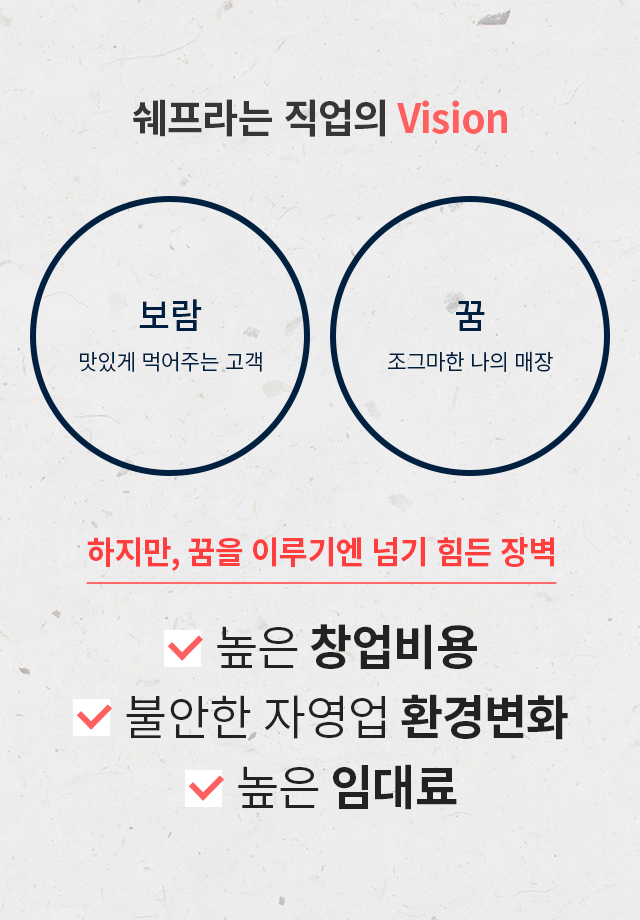 쉐프라는 직업의 Vision
보람
맛있게 먹어주는 고객
꿈
조그마한 나의 매장
하지만, 꿈을 이루기엔 넘기 힘든 장벽
높은 창업비용
불안한 자영업 환경변화
높은 임대료